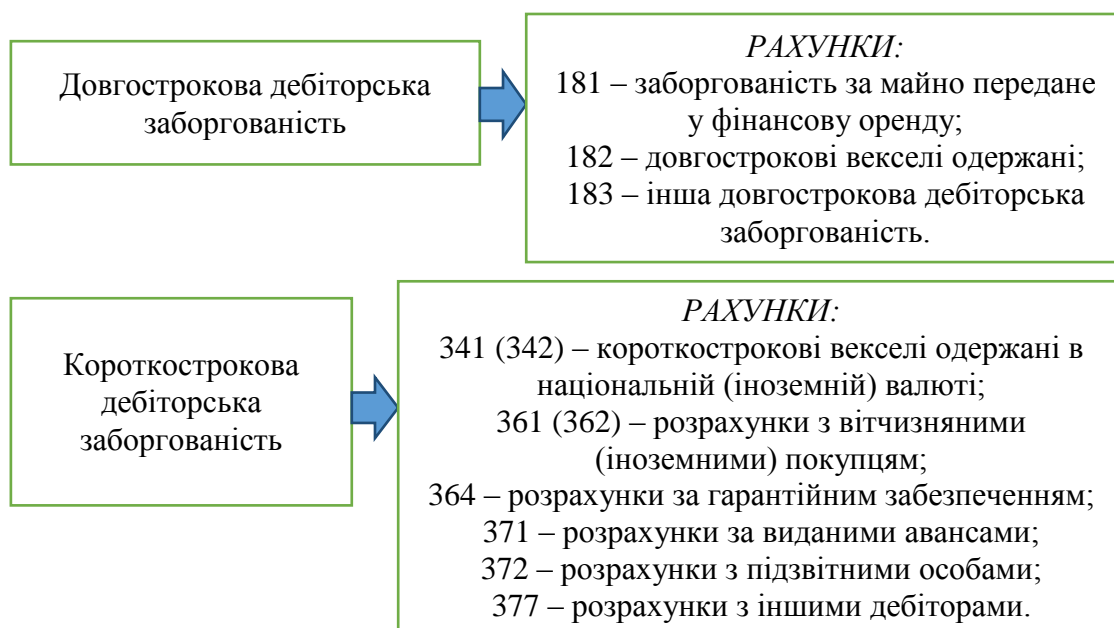 Довгострокова дебіторська
заборгованість
РАХУНКИ:
181 – заборгованість за майно передане
у фінансову оренду;
182 – довгострокові векселі одержані;
183 – інша довгострокова дебіторська
заборгованість.
Короткострокова
дебіторська
заборгованість
РАХУНКИ:
341 (342) – короткострокові векселі одержані в
національній (іноземній) валюті;
361 (362) – розрахунки з вітчизняними
(іноземними) покупцям;
364 – розрахунки за гарантійним забезпеченням;
371 – розрахунки за виданими авансами;
372 – розрахунки з підзвітними особами;
377 – розрахунки з іншими дебіторами.